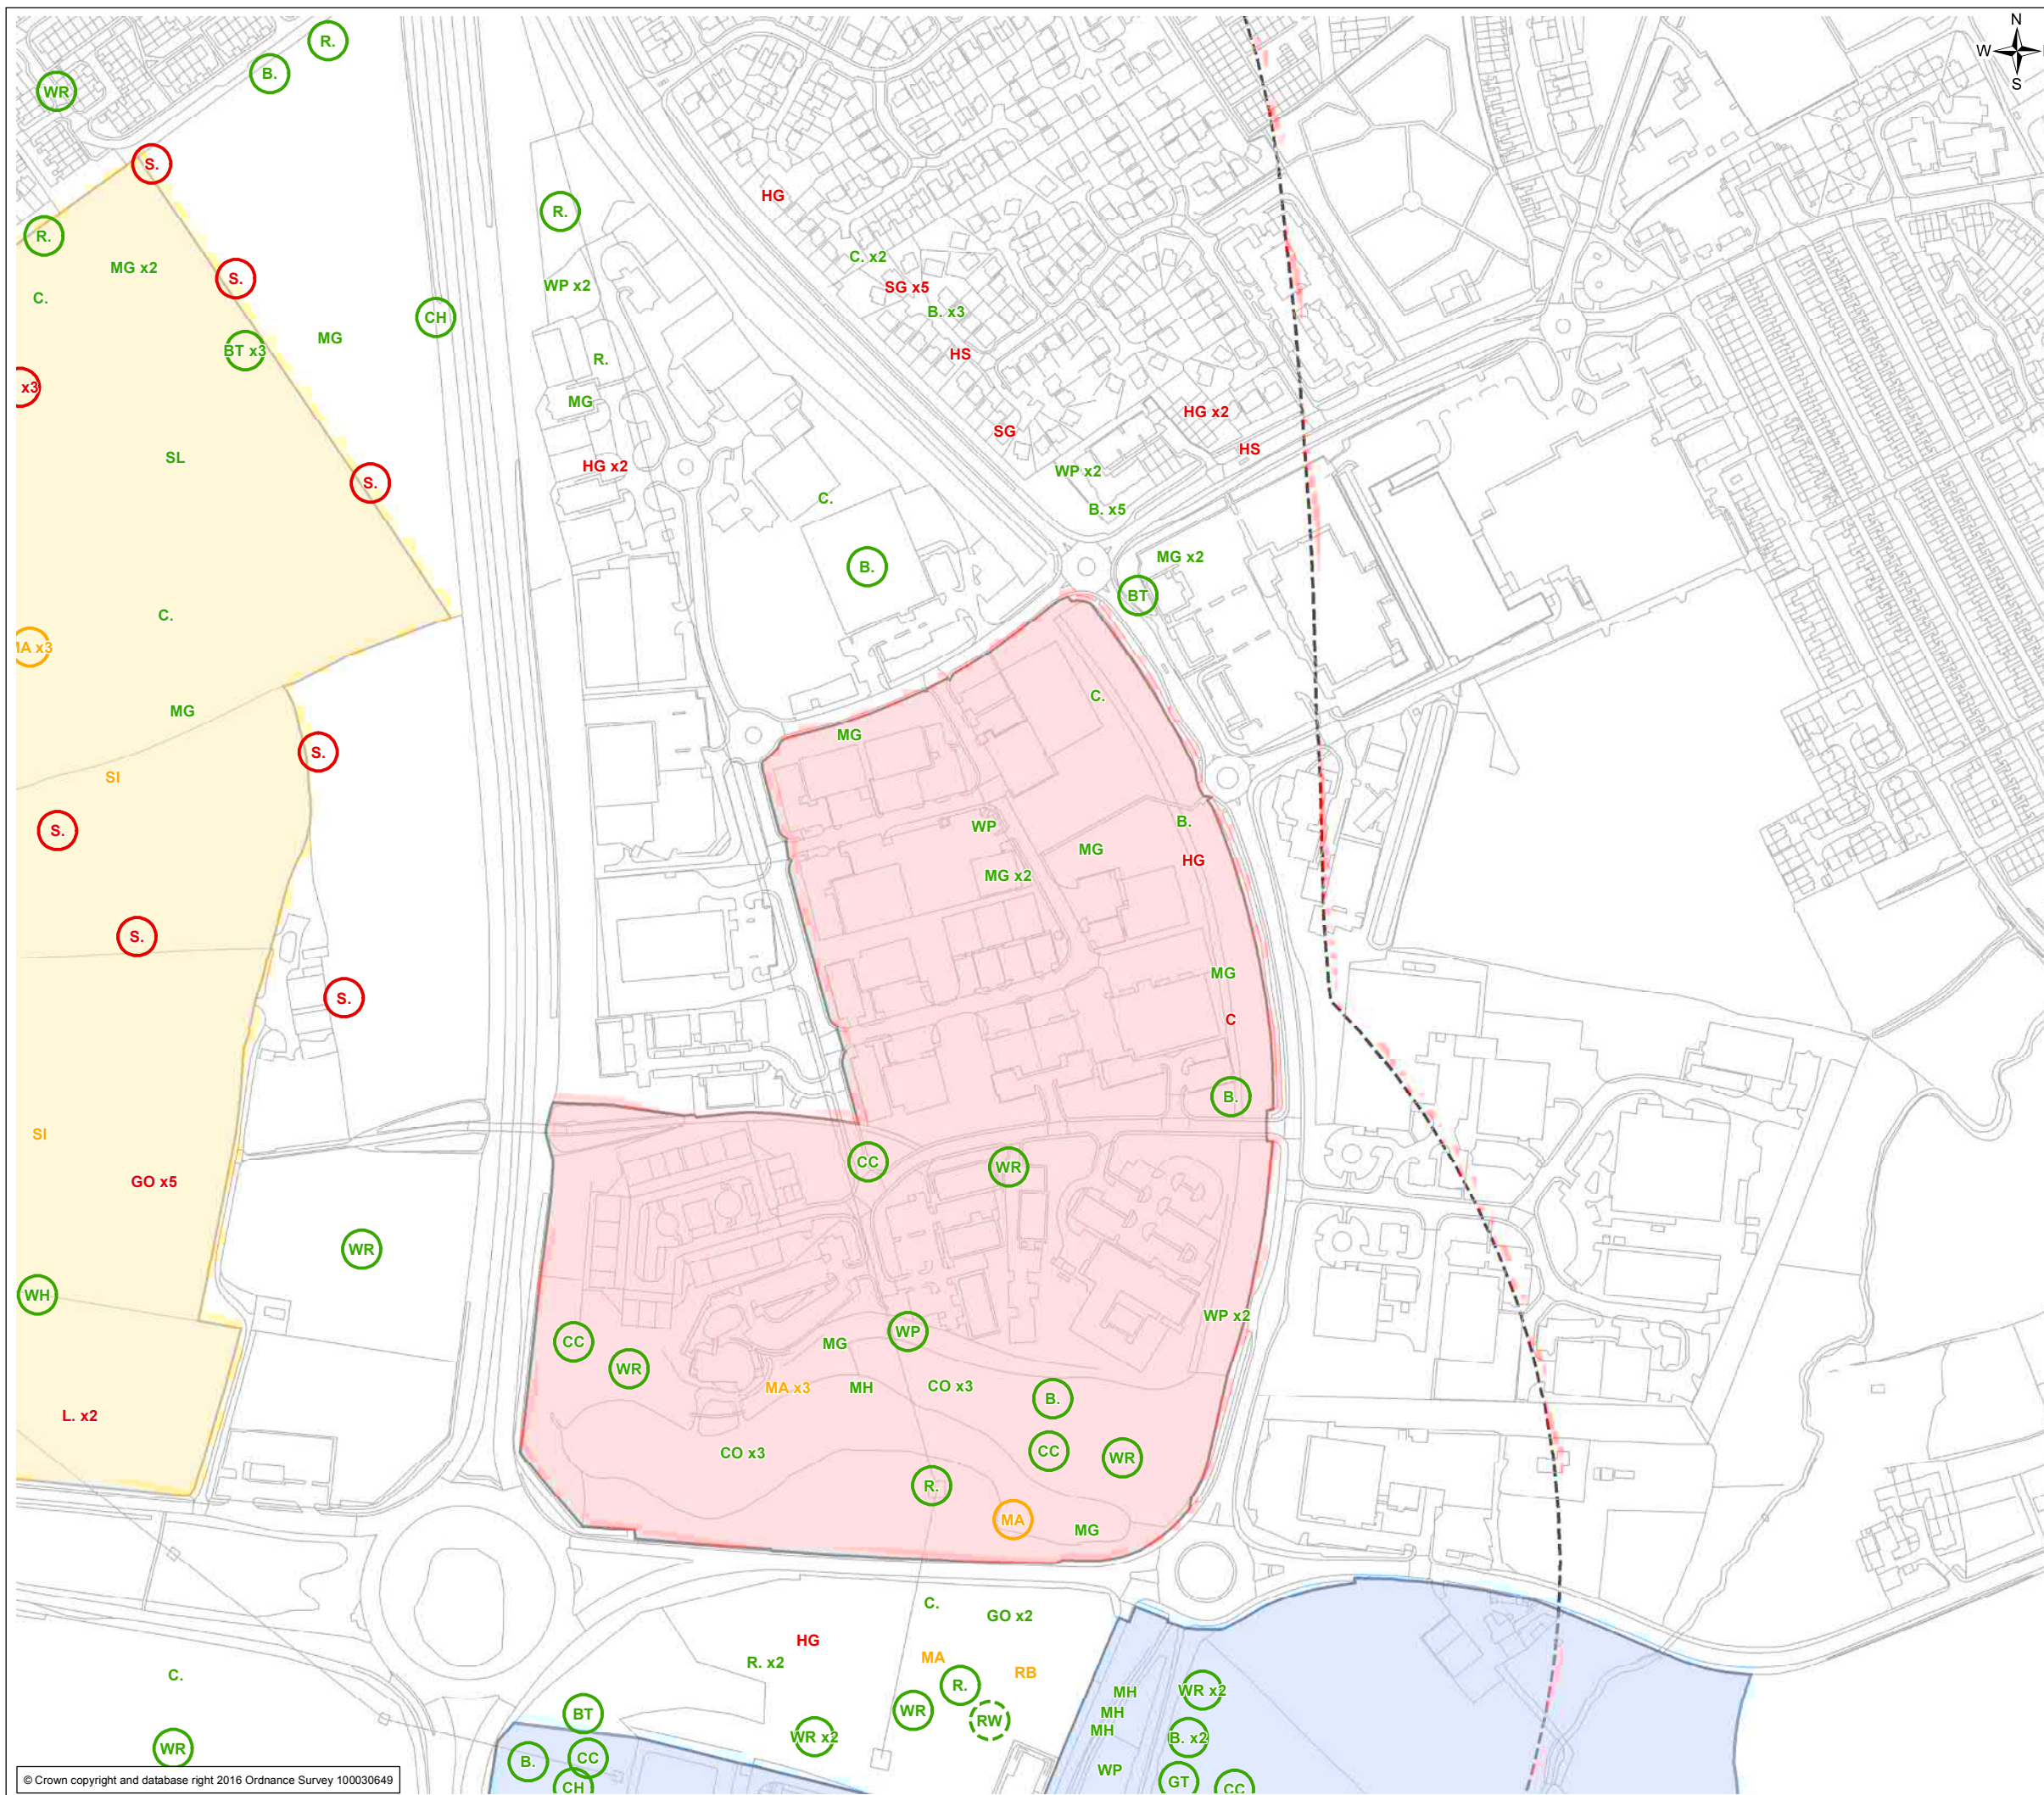 N
R.
W
B.
WR
S.
HG
R.
R.
C. x2
MG x2
S.
WP x2
SG x5
C.
B. x3
CH
MG
BT x3
HS
R.
x3
MG
HG x2
SG
HS
SL
HG x2
WP x2
S.
C.
B. x5
MG x2
B.
BT
C.
MA x3
C.
MG
MG
S.
SI
B.
WP
S.
MG
HG
MG x2
S.
MG
S.
C
B.
SI
CC
WR
GO x5
WR
WH
WP x2
WP
CC
MG
WR
MA x3
MH
CO x3
B.
L. x2
CO x3
CC
WR
R.
MA
MG
C.
GO x2
HG
MA
R. x2
RB
C.
R.
WR x2
MH
WR
BT
MH
RW
MH
WR x2
B. x2
WR
CC
B.
WP
GT
CH
CC
© Crown copyright and database right 2016 Ordnance Survey 100030649